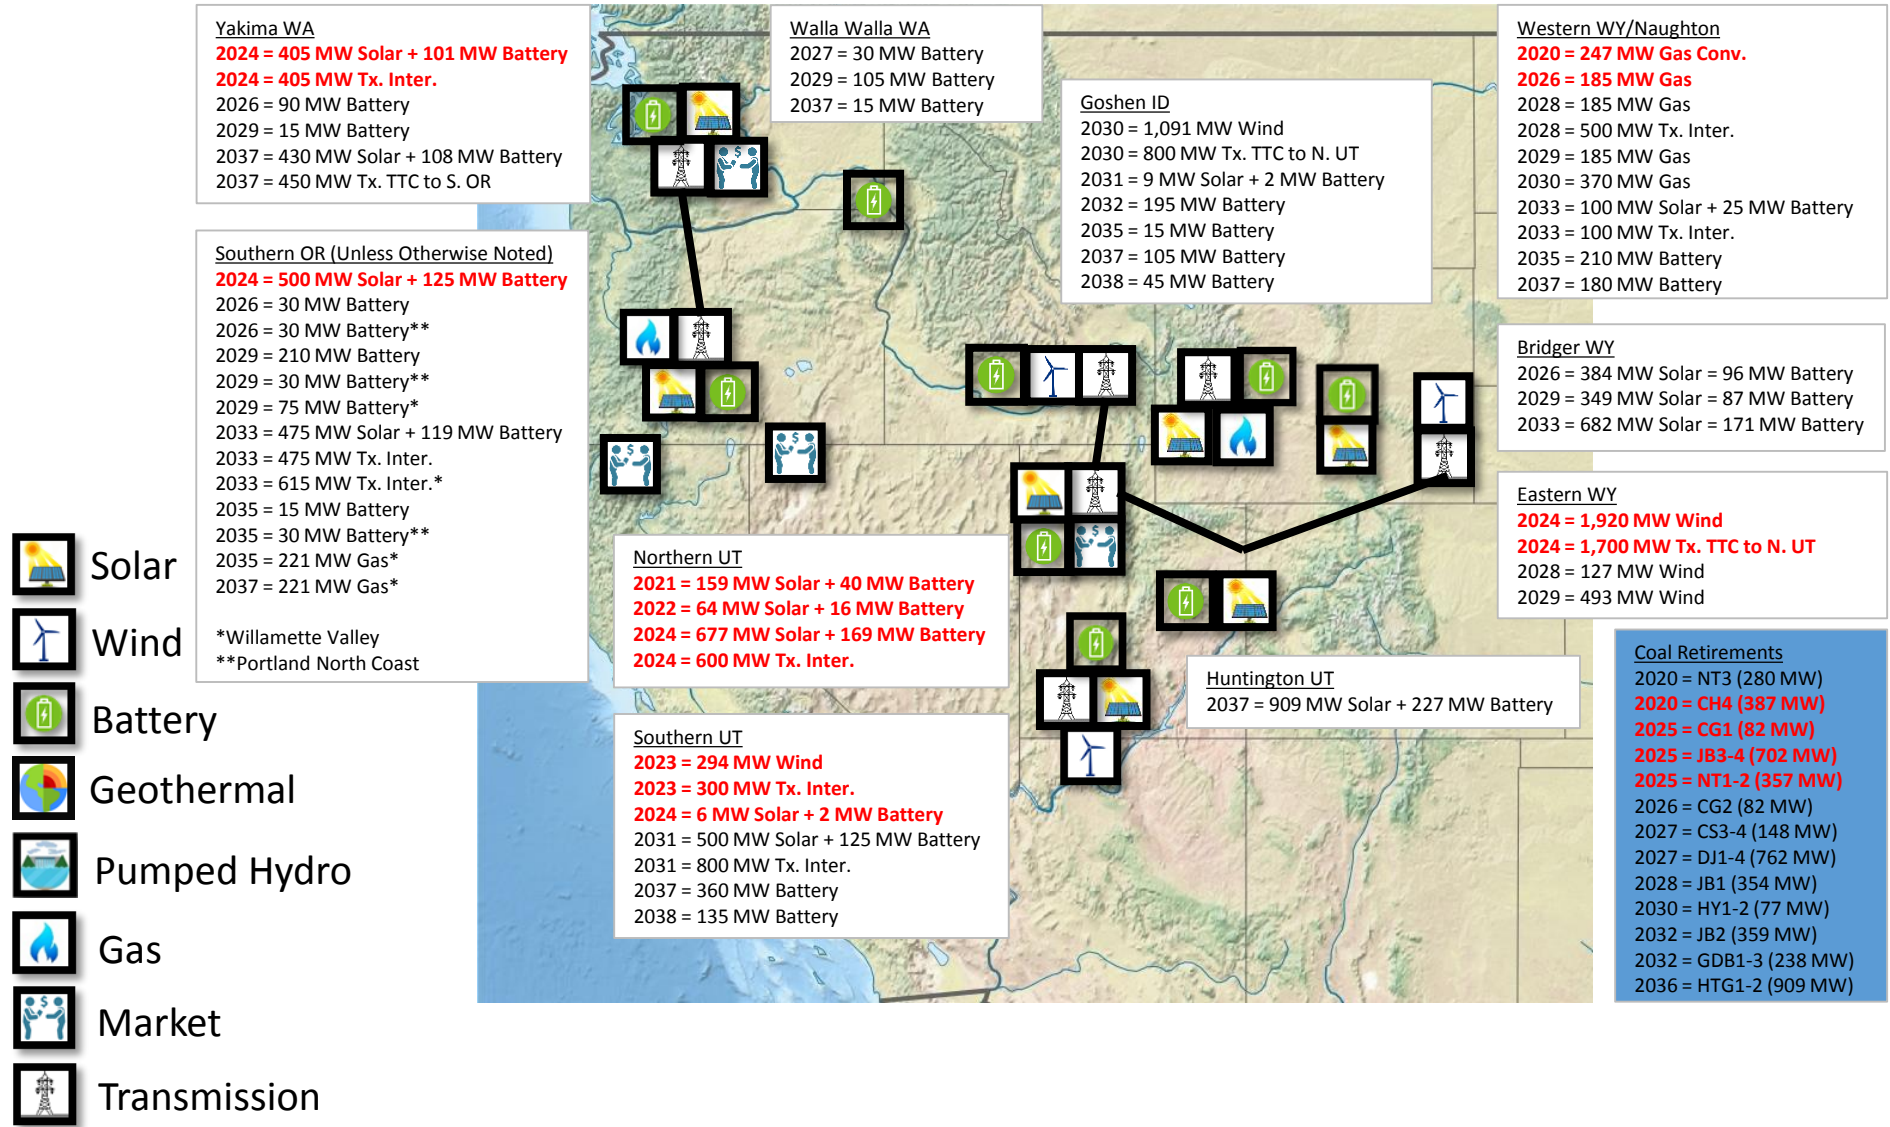 Yakima WA
2024 = 405 MW Solar + 101 MW Battery
2024 = 405 MW Tx. Inter.
2026 = 90 MW Battery
2029 = 15 MW Battery
2037 = 430 MW Solar + 108 MW Battery
2037 = 450 MW Tx. TTC to S. OR
Walla Walla WA
2027 = 30 MW Battery
2029 = 105 MW Battery
2037 = 15 MW Battery
Goshen ID
2030 = 1,091 MW Wind
2030 = 800 MW Tx. TTC to N. UT
2031 = 9 MW Solar + 2 MW Battery
2032 = 195 MW Battery
2035 = 15 MW Battery
2037 = 105 MW Battery
2038 = 45 MW Battery
Western WY/Naughton
2020 = 247 MW Gas Conv.
2026 = 185 MW Gas
2028 = 185 MW Gas
2028 = 500 MW Tx. Inter.
2029 = 185 MW Gas
2030 = 370 MW Gas
2033 = 100 MW Solar + 25 MW Battery
2033 = 100 MW Tx. Inter.
2035 = 210 MW Battery
2037 = 180 MW Battery
Southern OR (Unless Otherwise Noted)
2024 = 500 MW Solar + 125 MW Battery
2026 = 30 MW Battery
2026 = 30 MW Battery**
2029 = 210 MW Battery
2029 = 30 MW Battery**
2029 = 75 MW Battery*
2033 = 475 MW Solar + 119 MW Battery
2033 = 475 MW Tx. Inter.
2033 = 615 MW Tx. Inter.*
2035 = 15 MW Battery
2035 = 30 MW Battery**
2035 = 221 MW Gas*
2037 = 221 MW Gas*
*Willamette Valley
**Portland North Coast
Bridger WY
2026 = 384 MW Solar = 96 MW Battery
2029 = 349 MW Solar = 87 MW Battery
2033 = 682 MW Solar = 171 MW Battery
Eastern WY
2024 = 1,920 MW Wind
2024 = 1,700 MW Tx. TTC to N. UT
2028 = 127 MW Wind
2029 = 493 MW Wind
Northern UT
2021 = 159 MW Solar + 40 MW Battery
2022 = 64 MW Solar + 16 MW Battery
2024 = 677 MW Solar + 169 MW Battery
2024 = 600 MW Tx. Inter.
Huntington UT
2037 = 909 MW Solar + 227 MW Battery
Southern UT
2023 = 294 MW Wind
2023 = 300 MW Tx. Inter.
2024 = 6 MW Solar + 2 MW Battery
2031 = 500 MW Solar + 125 MW Battery
2031 = 800 MW Tx. Inter.
2037 = 360 MW Battery
2038 = 135 MW Battery
Coal Retirements
2020 = NT3 (280 MW)
2020 = CH4 (387 MW)
2025 = CG1 (82 MW)
2025 = JB3-4 (702 MW)
2025 = NT1-2 (357 MW)
2026 = CG2 (82 MW)
2027 = CS3-4 (148 MW)
2027 = DJ1-4 (762 MW)
2028 = JB1 (354 MW)
2030 = HY1-2 (77 MW)
2032 = JB2 (359 MW)
2032 = GDB1-3 (238 MW)
2036 = HTG1-2 (909 MW)
Solar
Wind
Battery
Geothermal
Pumped Hydro
Gas
Market
Transmission